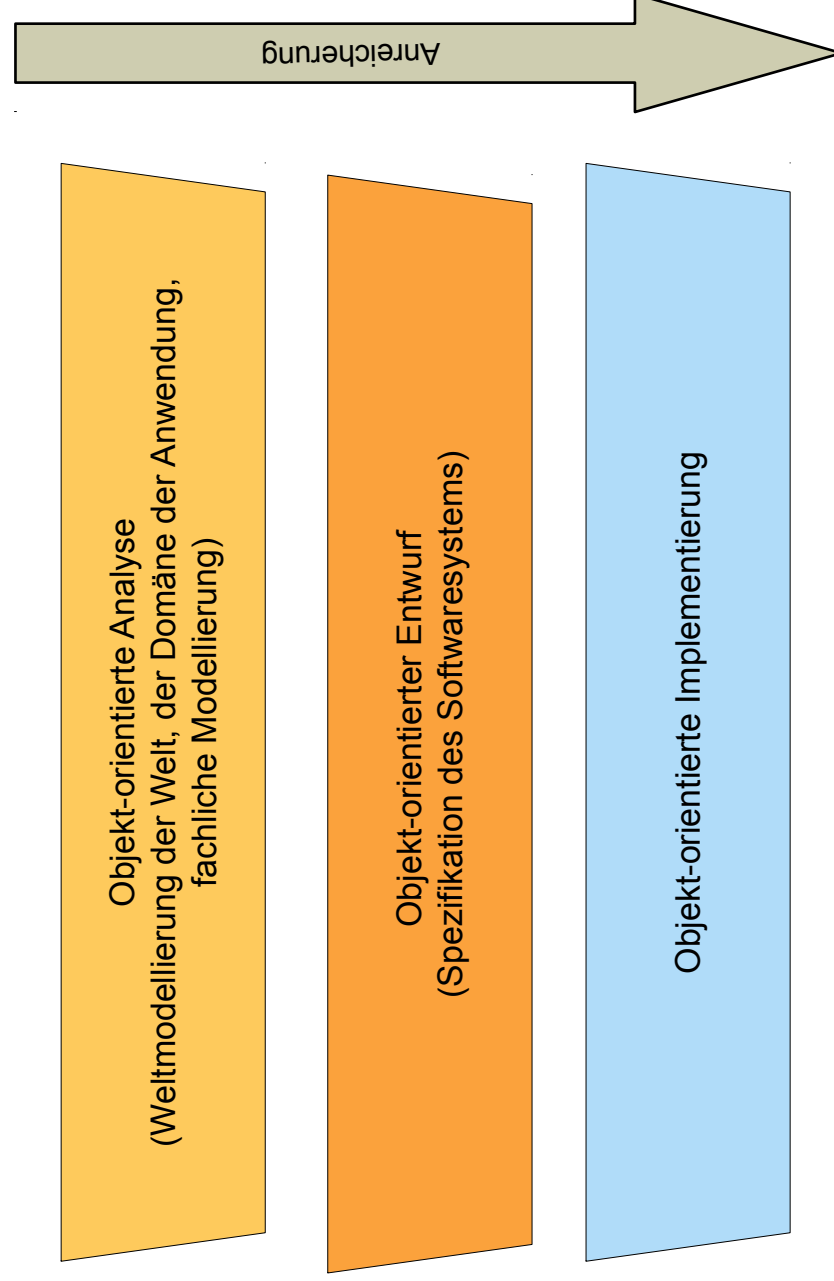 Objekt-orientierte Analyse
(Weltmodellierung der Welt, der Domäne der Anwendung,
fachliche Modellierung)
Objekt-orientierter Entwurf
(Spezifikation des Softwaresystems)
Objekt-orientierte Implementierung
Anreicherung